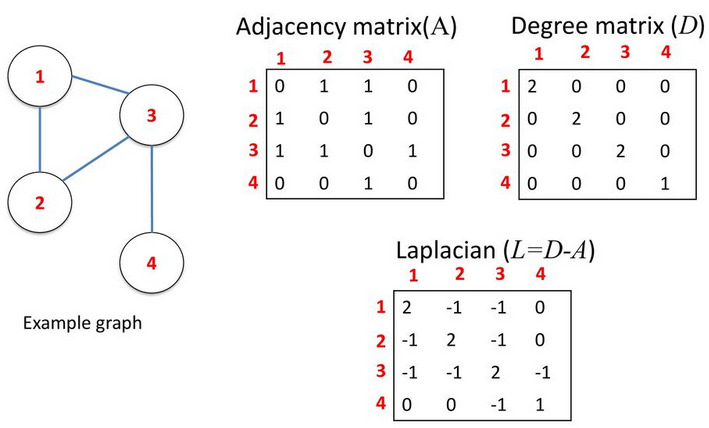 Adjacency matrix(A)
1 2 3 4
1 0 1 1 0
2 1 0 1 0
3 1 1 0 1
4 0 0 1 0
Degree matrix (D)
1 2 3 4
1 2 0 0 0
2 0 2 0 0
3 0 0 2 0
4 0 0 0 1
1
3
2
4
Example graph
Laplacian (L=D-A)
1 2 3 4
1 2 -1 -1 0
2 -1 2 -1 0
3 -1 -1 2 -1
4 0 0 -1 1